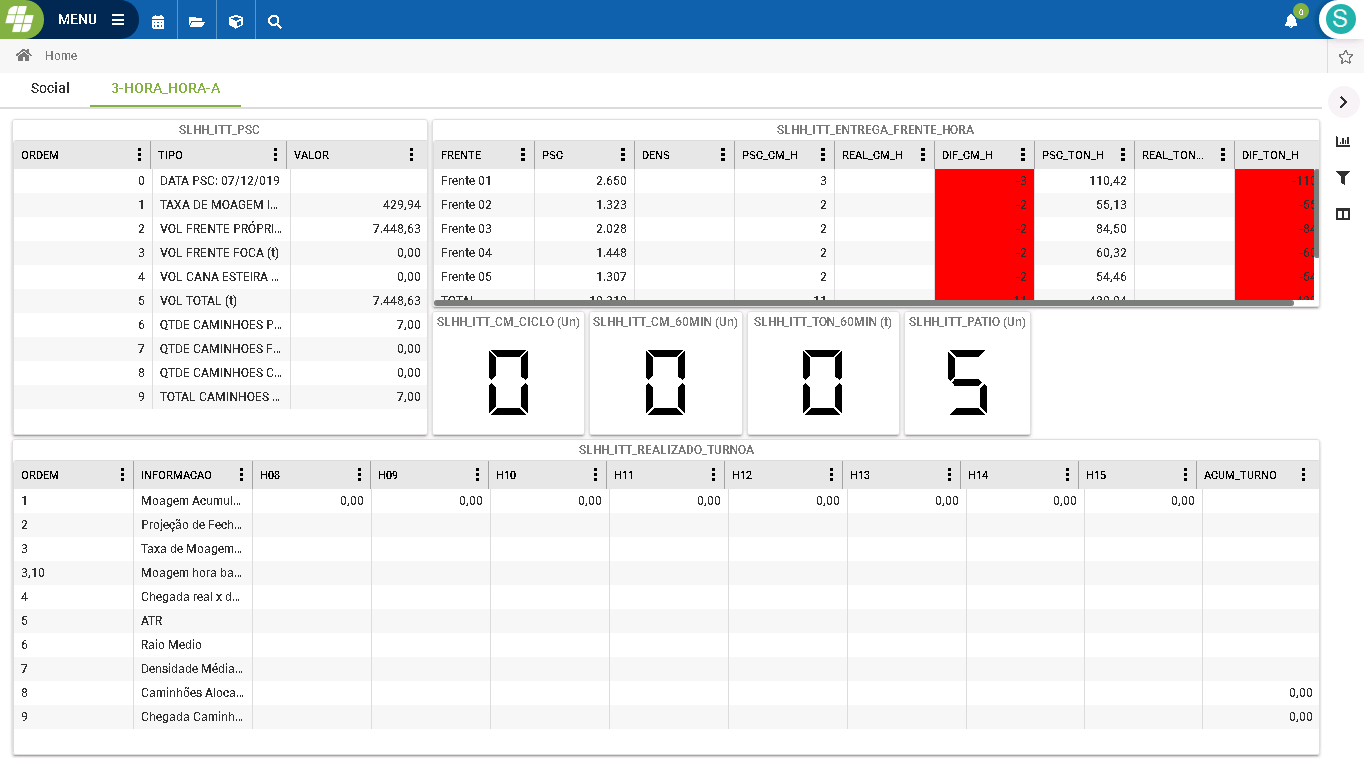 MENU
0
S
Home
Social 3-HORA_HORA-A
SLHH_ITT_PSC
ORDEM TIPO VALOR
0 DATA PSC: 07/12/019
1 TAXA DE MOAGEM I... 429,94
2 VOL FRENTE PRÓPRI... 7.448,63
3 VOL FRENTE FOCA (t) 0,00
4 VOL CANA ESTEIRA ... 0,00
5 VOL TOTAL (t) 7.448,63
6 QTDE CAMINHOES P... 7,00
7 QTDE CAMINHOES F... 0,00
8 QTDE CAMINHOES C... 0,00
9 TOTAL CAMINHOES ... 7,00
SLHH_ITT_ENTREGA_FRENTE_HORA
FRENTE PSC DENS PSC_CM_H REAL_CM_H DIF_CM_H PSC_TON_H REAL_TON... DIF_TON_H
Frente 01 2.650 3 -3 110,42
Frente 02 1.323 2 -2 55,13
Frente 03 2.028 2 -2 84,50
Frente 04 1.448 2 -2 60,32
Frente 05 1.307 2 -2 54,46
TOTAL 11
SLHH_ITT_CM_CICLO (Un)
0
SLHH_ITT_CM_60MIN (Un)
0
SLHH_ITT_TON_60MIN (t)
0
SLHH_ITT_PATIO (Un)
5
SLHH_ITT_REALIZADO_TURNOA
ORDEM INFORMACAO H08 H09 H10 H11 H12 H13 H14 H15 ACUM_TURNO
1 Moagem Acumul... 0,00 0,00 0,00 0,00 0,00 0,00 0,00 0,00
2 Projeção de Fech...
3 Taxa de Moagem...
3,10 Moagem hora ba...
4 Chegada real x d...
5 ATR
6 Raio Medio
7 Densidade Média...
8 Caminhões Aloca... 0,00
9 Chegada Caminh... 0,00